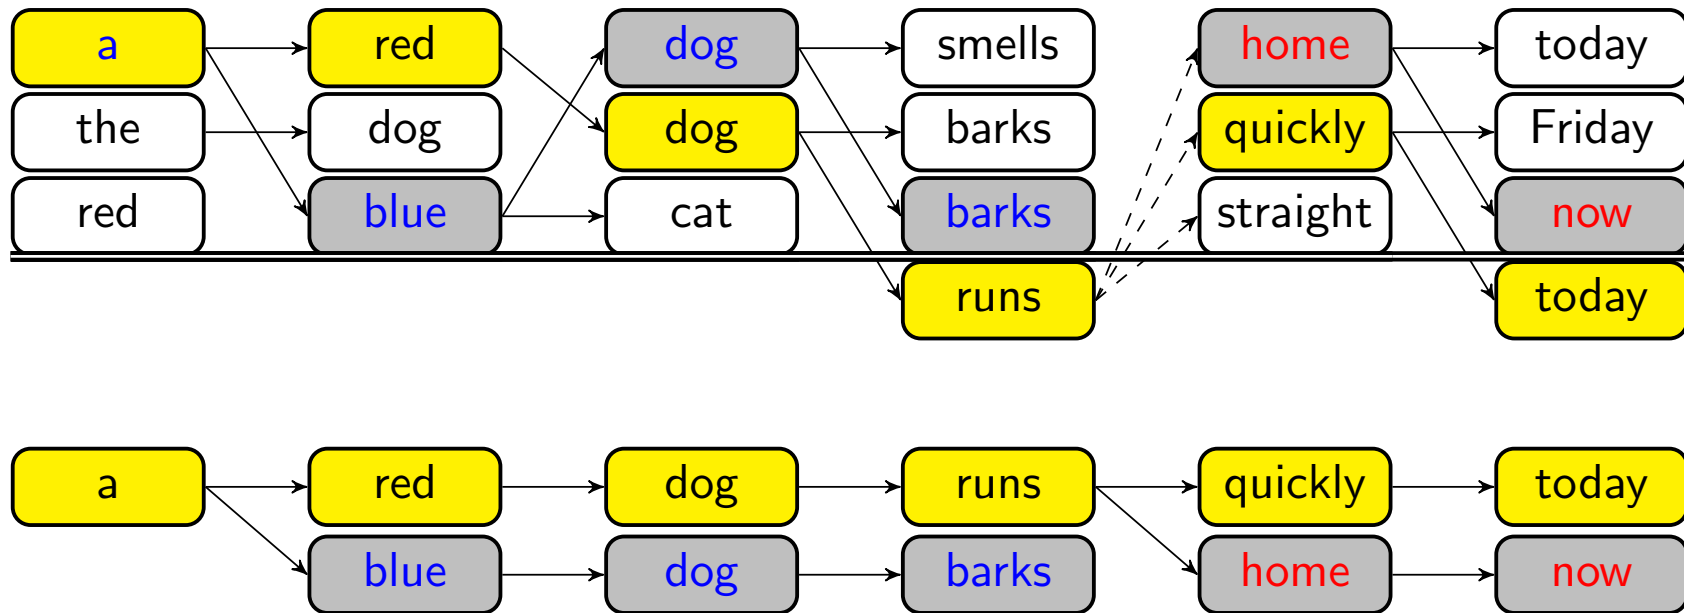 a red dog smells home today
the dog dog barks quickly Friday
red blue cat barks straight now
runs today
a red dog runs quickly today
blue dog barks home now